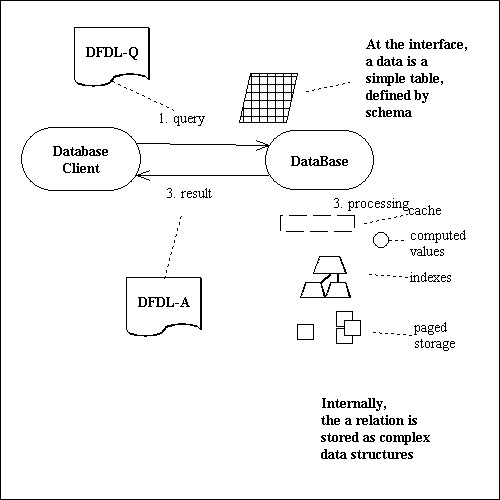 DFDL-Q
At the interface,
a data is a
simple table,
defined by
schema
1. query
Database
Client
DataBase
3. result
3. processing
cache
computed
values
DFDL-A
indexes
paged
storage
Internally,
the a relation is
stored as complex
data structures